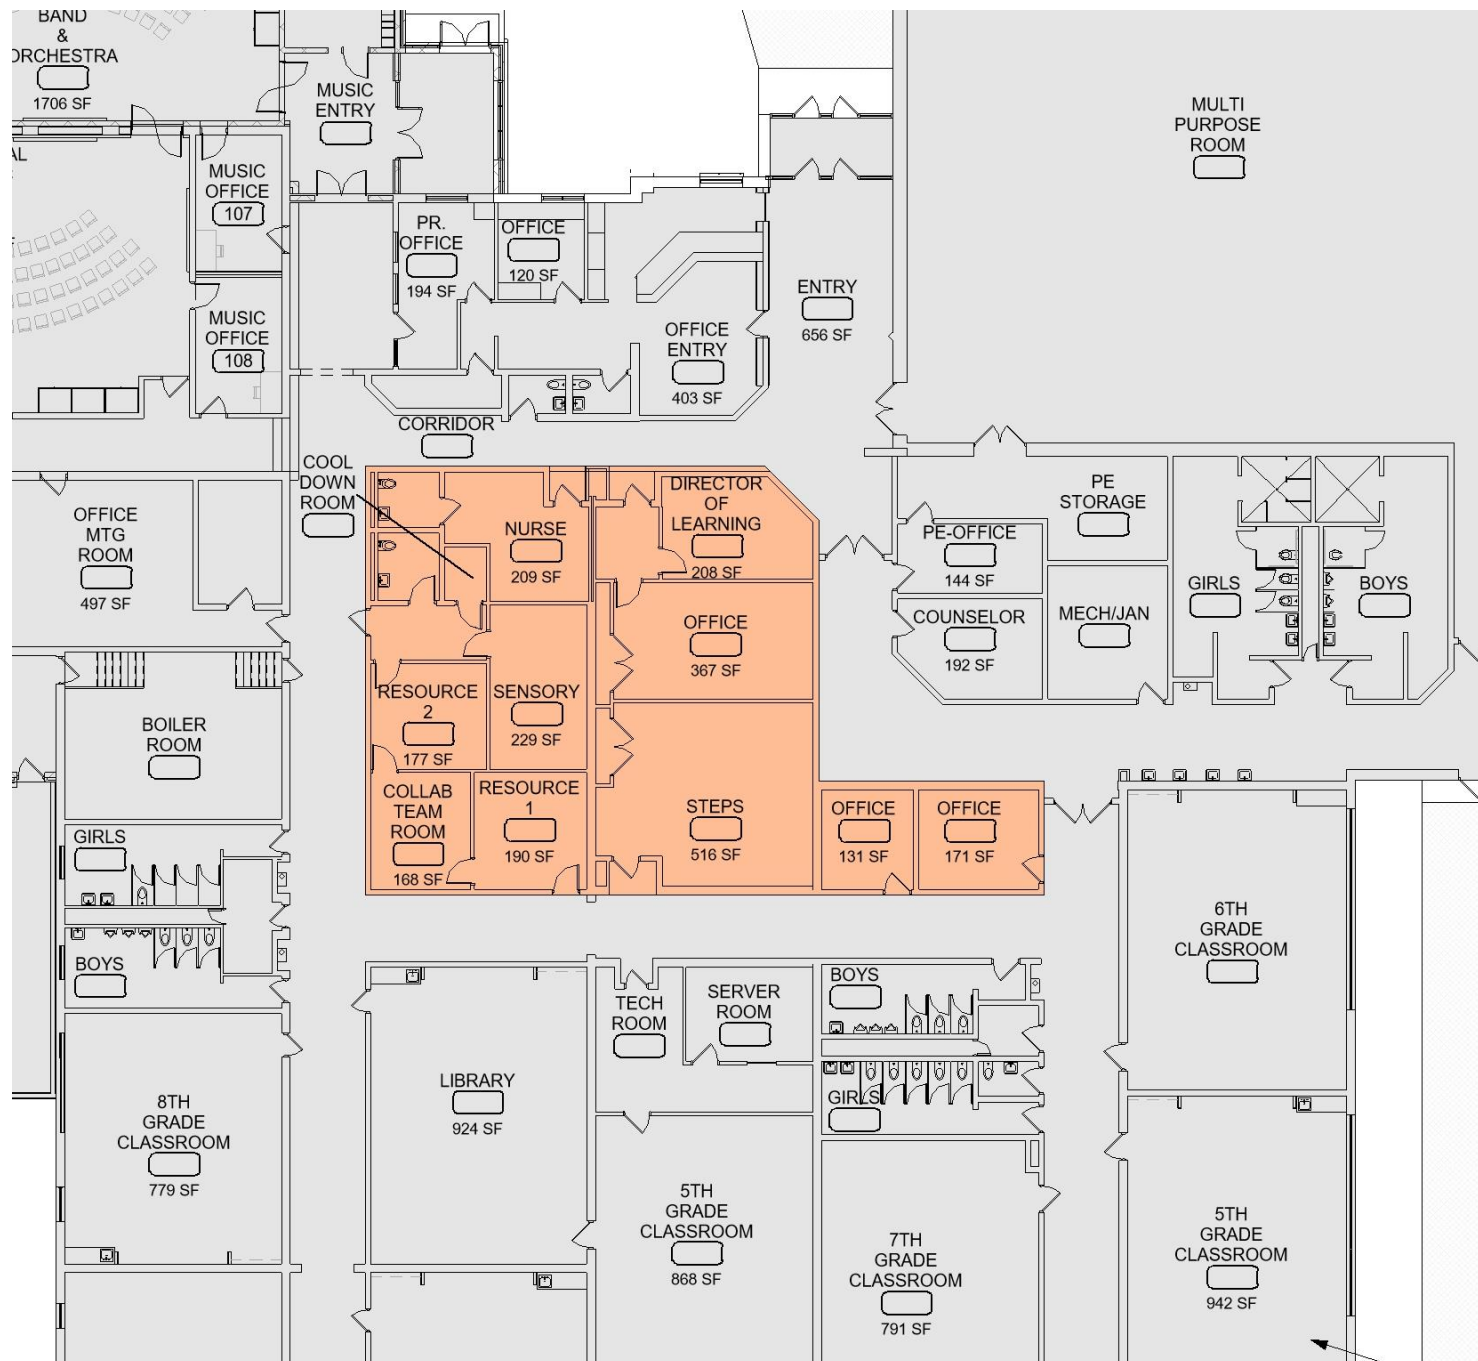 BAND
&
ORCHESTRA
1706 SF
MUSIC
ENTRY
MULTI
PURPOSE
ROOM
AL
MUSIC
OFFICE
107
PR.
OFFICE
194 SF
OFFICE
120 SF
ENTRY
656 SF
MUSIC
OFFICE
108
OFFICE
ENTRY
403 SF
CORRIDOR
COOL
DOWN
ROOM
OFFICE
MTG
ROOM
497 SF
NURSE
209 SF
DIRECTOR
OF
LEARNING
208 SF
PE
STORAGE
PE-OFFICE
144 SF
GIRLS
BOYS
OFFICE
367 SF
COUNSELOR
192 SF
MECH/JAN
RESOURCE
2
177 SF
SENSORY
229 SF
BOILER
ROOM
COLLAB
TEAM
ROOM
168 SF
RESOURCE
1
190 SF
STEPS
516 SF
OFFICE
131 SF
OFFICE
171 SF
GIRLS
BOYS
6TH
GRADE
CLASSROOM
TECH
ROOM
SERVER
ROOM
BOYS
LIBRARY
924 SF
GIRLS
8TH
GRADE
CLASSROOM
779 SF
5TH
GRADE
CLASSROOM
868 SF
7TH
GRADE
CLASSROOM
791 SF
5TH
GRADE
CLASSROOM
942 SF